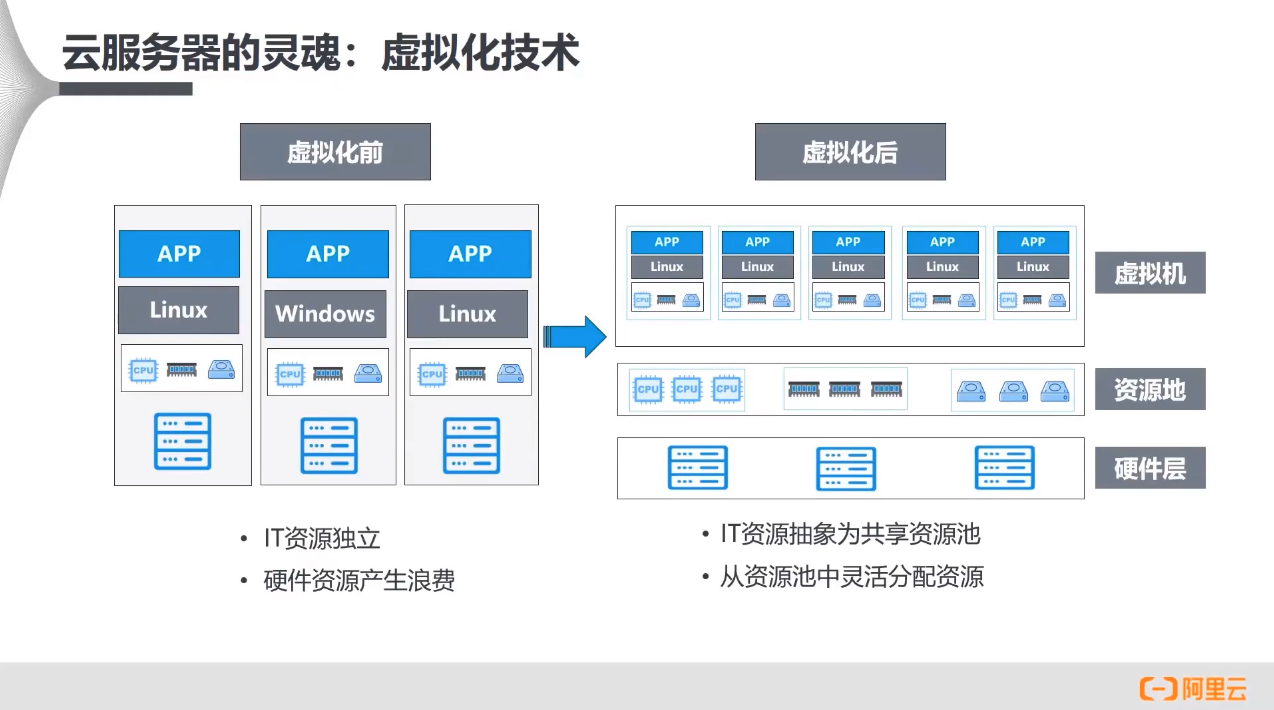 云服务器的灵魂：虚拟化技术
虚拟化前
虚拟化后
APP
APP
APP
Linux
Windows
Linux
CPU
CPU
CPU
APP
APP
APP
APP
APP
Linux
Linux
Linux
Linux
Linux
CPU
CPU
CPU
CPU
CPU
虚拟机
CPU
CPU
CPU
资源地
硬件层
• IT资源独立
• 硬件资源产生浪费
• IT资源抽象为共享资源池
• 从资源池中灵活分配资源
阿里云